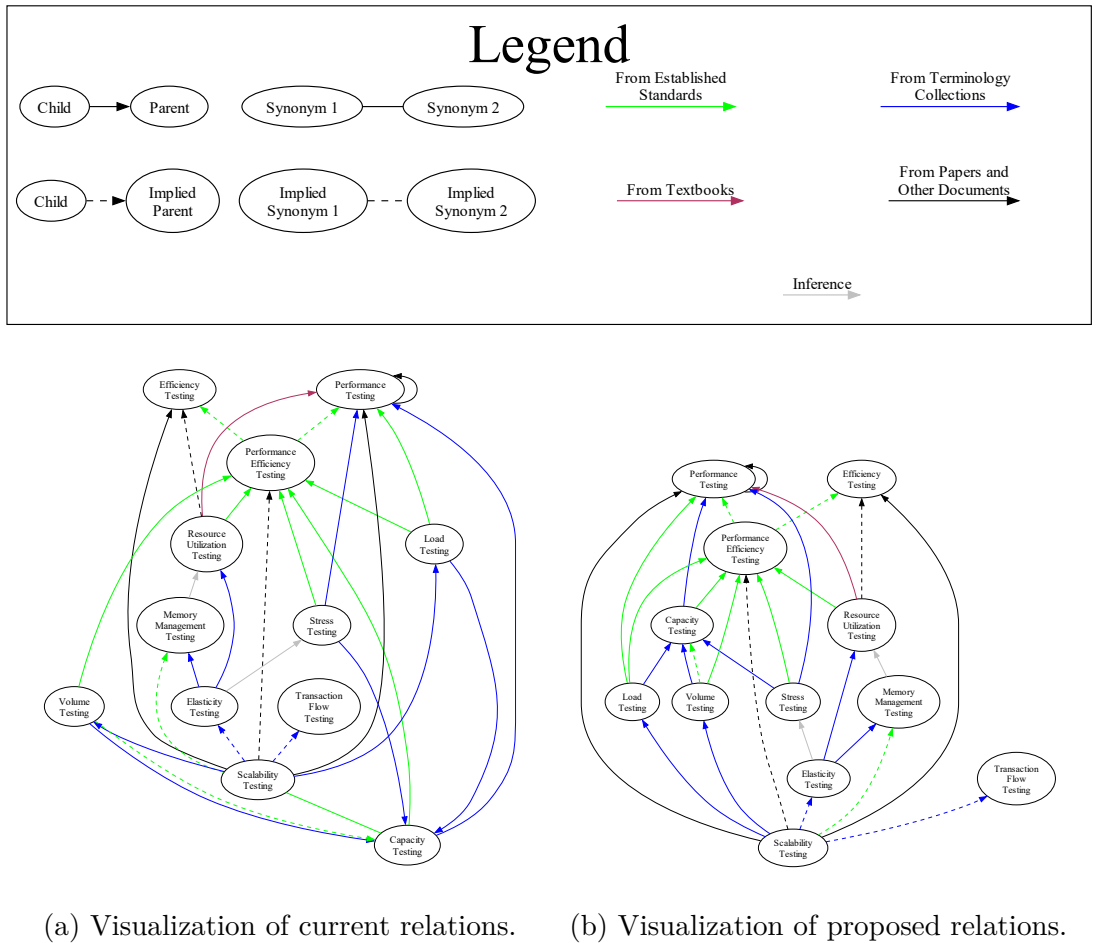 Legend
Child
Parent
Synonym 1
Synonym 2
From Established
Standards
From Terminology
Collections
Child
Implied
Parent
Implied
Synonym 1
Implied
Synonym 2
From Textbooks
From Papers and
Other Documents
Inference
Efficiency
Testing
Performance
Testing
Performance
Efficiency
Testing
Resource
Utilization
Testing
Load
Testing
Memory
Management
Testing
Stress
Testing
Volume
Testing
Elasticity
Testing
Transaction
Flow
Testing
Scalability
Testing
Capacity
Testing
Performance
Testing
Efficiency
Testing
Performance
Efficiency
Testing
Capacity
Testing
Resource
Utilization
Testing
Load
Testing
Volume
Testing
Stress
Testing
Memory
Management
Testing
Elasticity
Testing
Transaction
Flow
Testing
Scalability
Testing
(a) Visualization of current relations.
(b) Visualization of proposed relations.